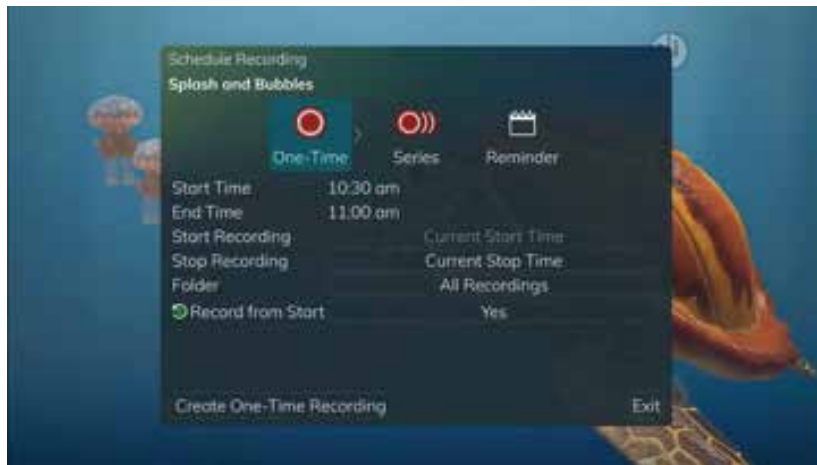 Schedule Recording
Splash and Bubbles
One-Time Series Reminder
Start Time 10:30 am
End Time 11:00 am
Start Recording Current Start Time
Stop Recording Current Stop Time
Folder All Recordings
Record from Start Yes
Create One-Time Recording Exit